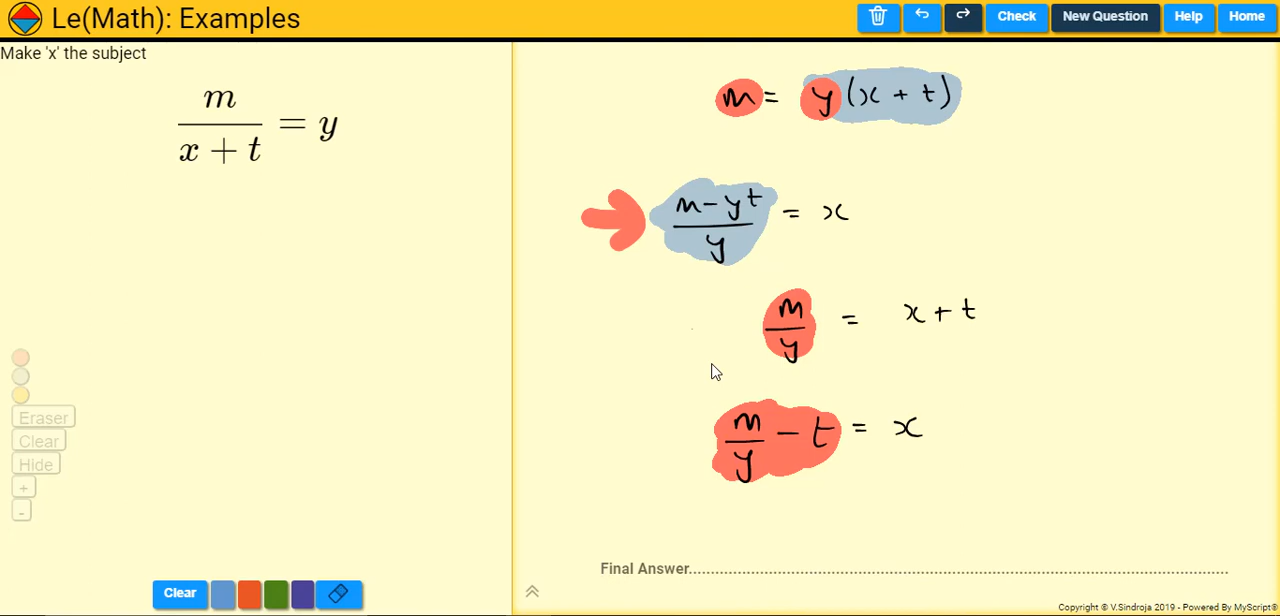 Le(Math): Examples
Check New Question Help Home
Make 'x' the subject
m/(x + t) = y
m = y(x + t)
(m - yt)/y = x
m/y = x + t
m/y - t = x
Eraser
Clear
Hide
+
-
Clear
Final Answer..........................................................................................................................
Copyright © V.Sindroja 2019 - Powered By MyScript®